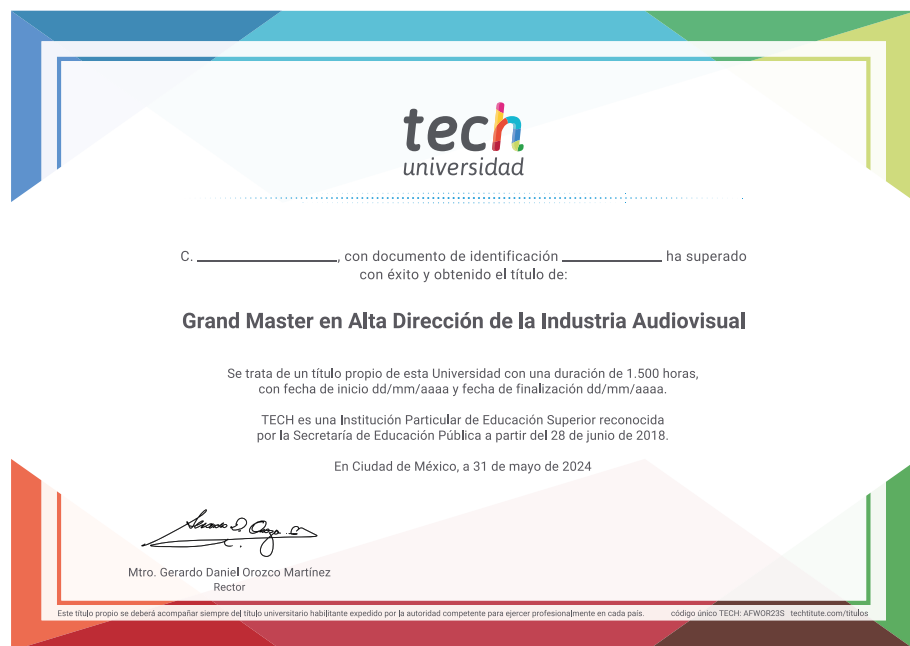 tech
universidad
C. ____________, con documento de identificación ____________ ha superado
con éxito y obtenido el título de:
Grand Master en Alta Dirección de la Industria Audiovisual
Se trata de un título propio de esta Universidad con una duración de 1.500 horas,
con fecha de inicio dd/mm/aaaa y fecha de finalización dd/mm/aaaa.
TECH es una Institución Particular de Educación Superior reconocida
por la Secretaría de Educación Pública a partir del 28 de junio de 2018.
En Ciudad de México, a 31 de mayo de 2024
Mtro. Gerardo Daniel Orozco Martínez
Rector
Este título propio se deberá acompañar siempre del título universitario habilitante expedido por la autoridad competente para ejercer profesionalmente en cada país. código único TECH: AFWOR23S techtitute.com/titulos